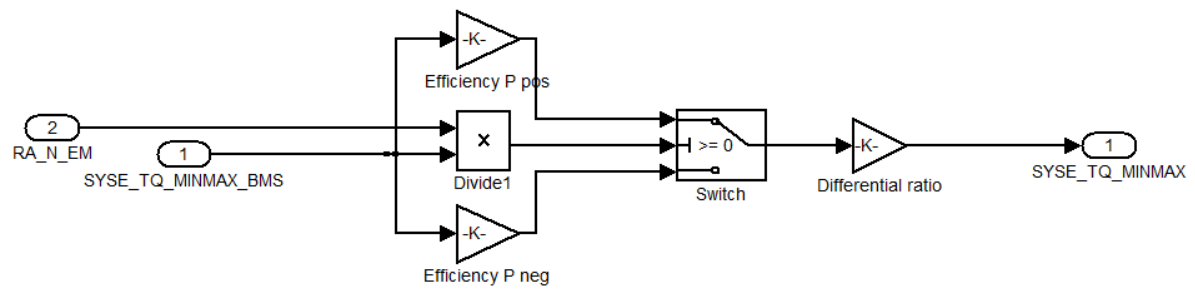 -K-
Efficiency P pos
2
RA_N_EM
1
SYSE_TQ_MINMAX_BMS
x
Divide1
>= 0
Switch
-K-
Differential ratio
1
SYSE_TQ_MINMAX
-K-
Efficiency P neg